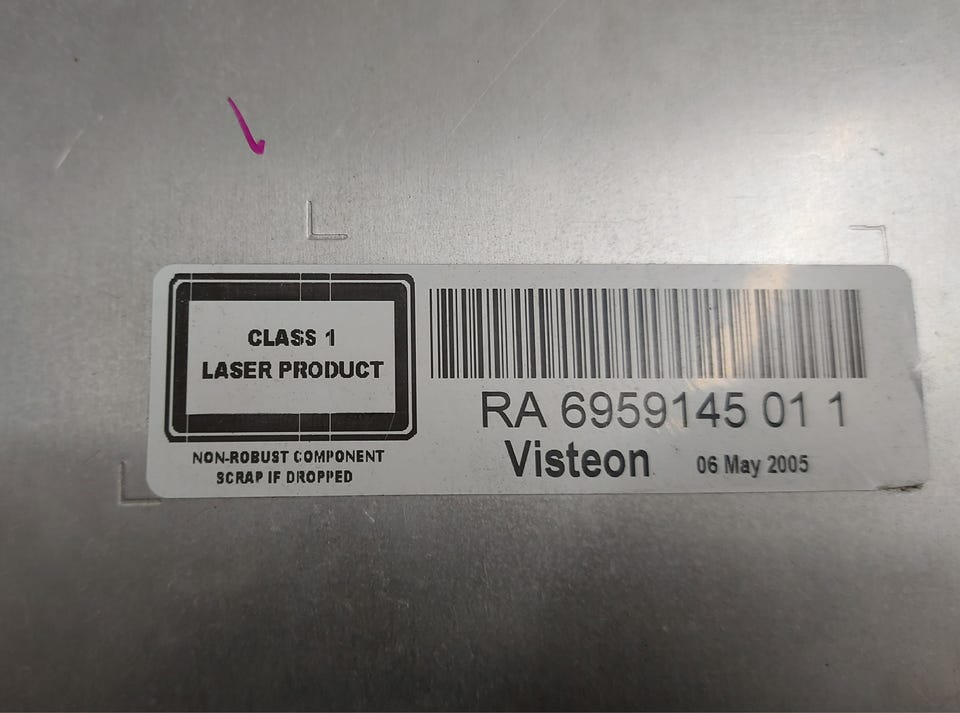 CLASS 1
LASER PRODUCT
NON-ROBUST COMPONENT
SCRAP IF DROPPED
RA 6959145 01 1
Visteon
06 May 2005